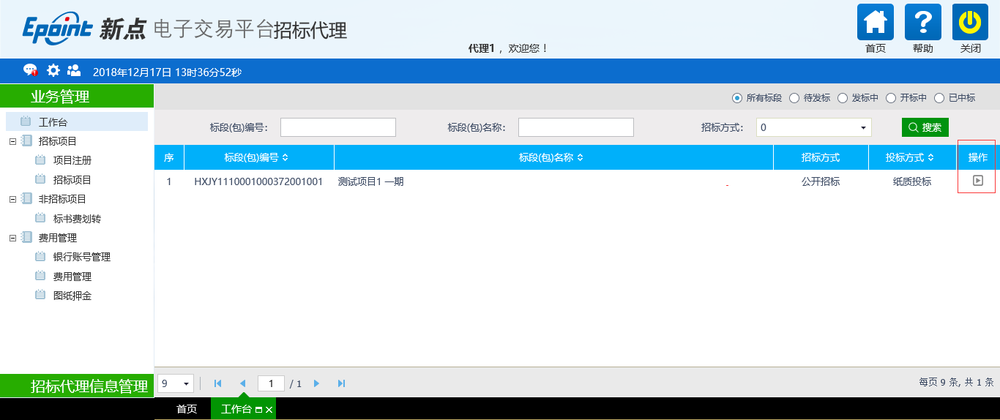 Epoint 新点 电子交易平台招标代理
代理1 ，欢迎您！
首页 帮助 关闭
2018年12月17日 13时36分52秒
业务管理
工作台
招标项目
项目注册
招标项目
非招标项目
标书费划转
费用管理
银行账号管理
费用管理
图纸押金
招标代理信息管理
所有标段 待发标 发标中 开标中 已中标
标段(包)编号: 标段(包)名称: 招标方式: 0 搜索
序 标段(包)编号 标段(包)名称 招标方式 投标方式 操作
1 HXJY1110001000372001001 测试项目1 一期 - 公开招标 纸质投标
9 1 / 1 每页 9 条, 共 1 条
首页 工作台